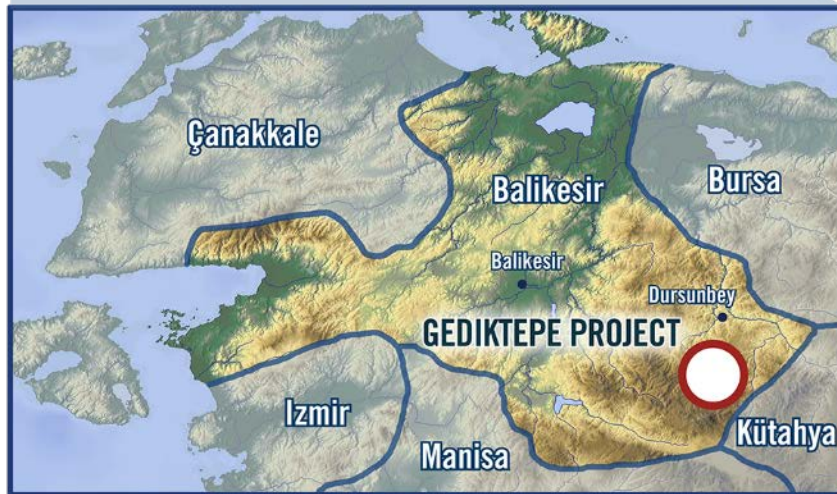 Çanakkale
Balikesir
Bursa
Balikesir
Dursunbey
GEDIKTEPE PROJECT
Izmir
Manisa
Kütahya